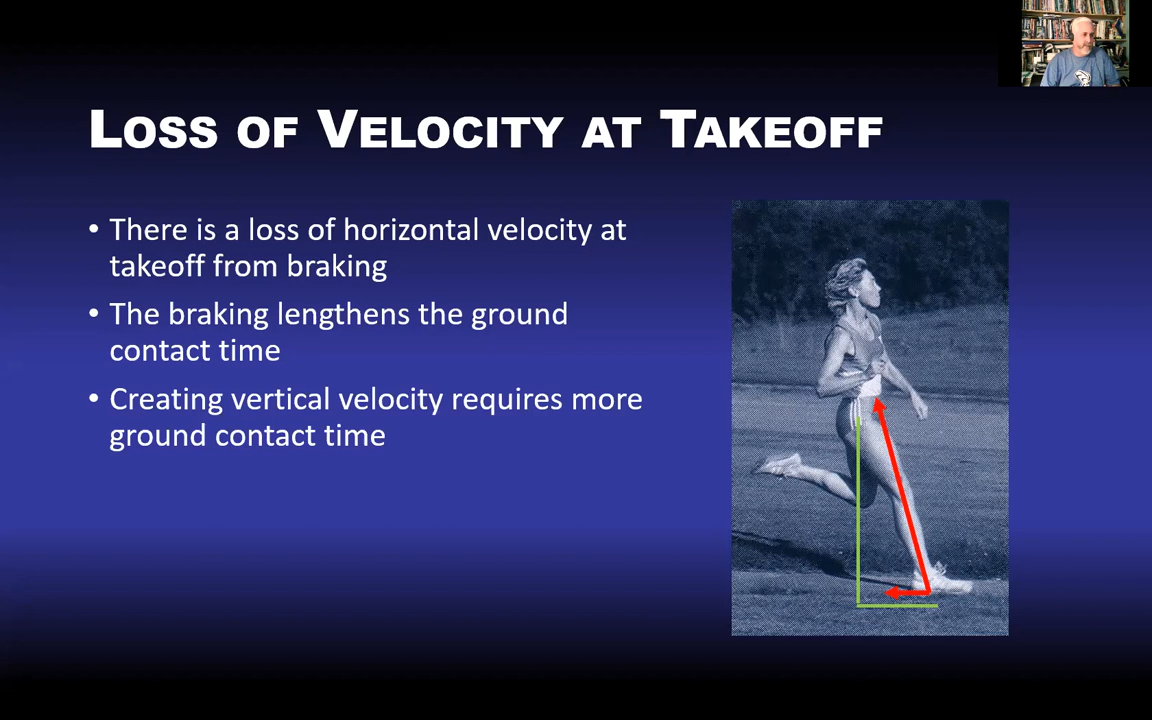 LOSS OF VELOCITY AT TAKEOFF
• There is a loss of horizontal velocity at
takeoff from braking
• The braking lengthens the ground
contact time
• Creating vertical velocity requires more
ground contact time